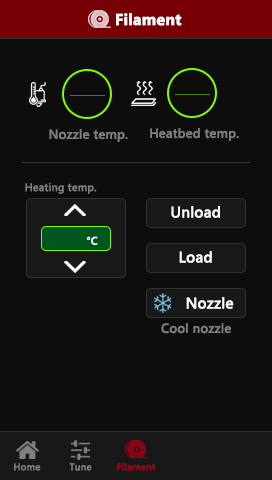 Filament
Nozzle temp.
Heatbed temp.
Heating temp.
°C
Unload
Load
Nozzle
Cool nozzle
Home
Tune
Filament